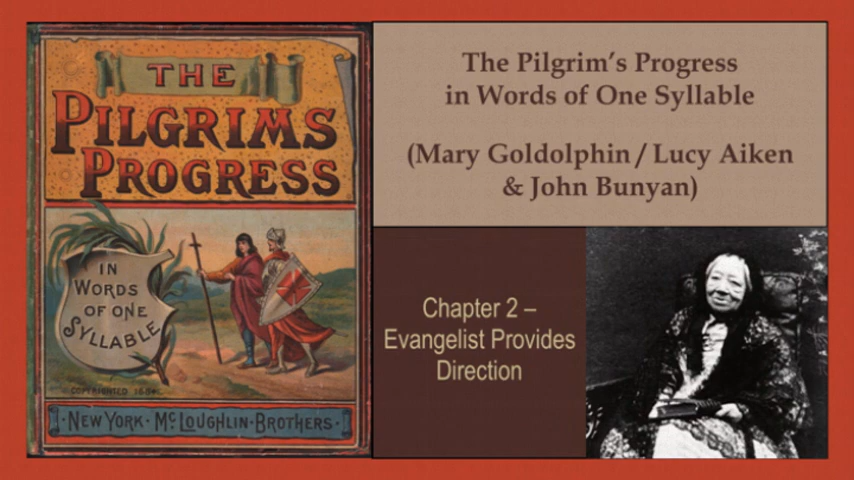 THE
PILGRIMS
PROGRESS
IN
WORDS
OF ONE
SYLLABLE
COPYRIGHTED
·NEW YORK· MCLOUGHLIN·BROTHERS·
The Pilgrim's Progress
in Words of One Syllable
(Mary Goldolphin / Lucy Aiken
& John Bunyan)
Chapter 2 –
Evangelist Provides
Direction